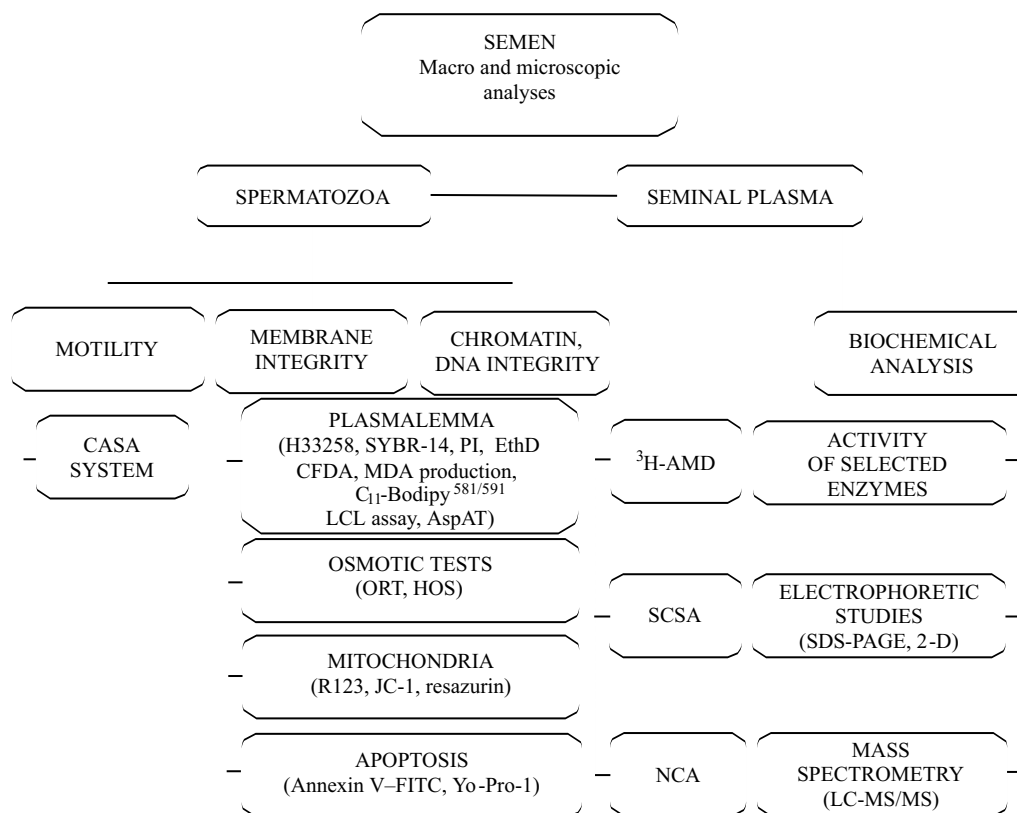 SEMEN
Macro and microscopic
analyses
SPERMATOZOA
SEMINAL PLASMA
MOTILITY
MEMBRANE
INTEGRITY
CHROMATIN,
DNA INTEGRITY
BIOCHEMICAL
ANALYSIS
CASA
SYSTEM
PLASMALEMMA
(H33258, SYBR-14, PI, EthD
CFDA, MDA production,
C₁₁-Bodipy⁵⁸¹/⁵⁹¹
LCL assay, AspAT)
³H-AMD
ACTIVITY
OF SELECTED
ENZYMES
OSMOTIC TESTS
(ORT, HOS)
SCSA
ELECTROPHORETIC
STUDIES
(SDS-PAGE, 2-D)
MITOCHONDRIA
(R123, JC-1, resazurin)
APOPTOSIS
(Annexin V–FITC, Yo-Pro-1)
NCA
MASS
SPECTROMETRY
(LC-MS/MS)